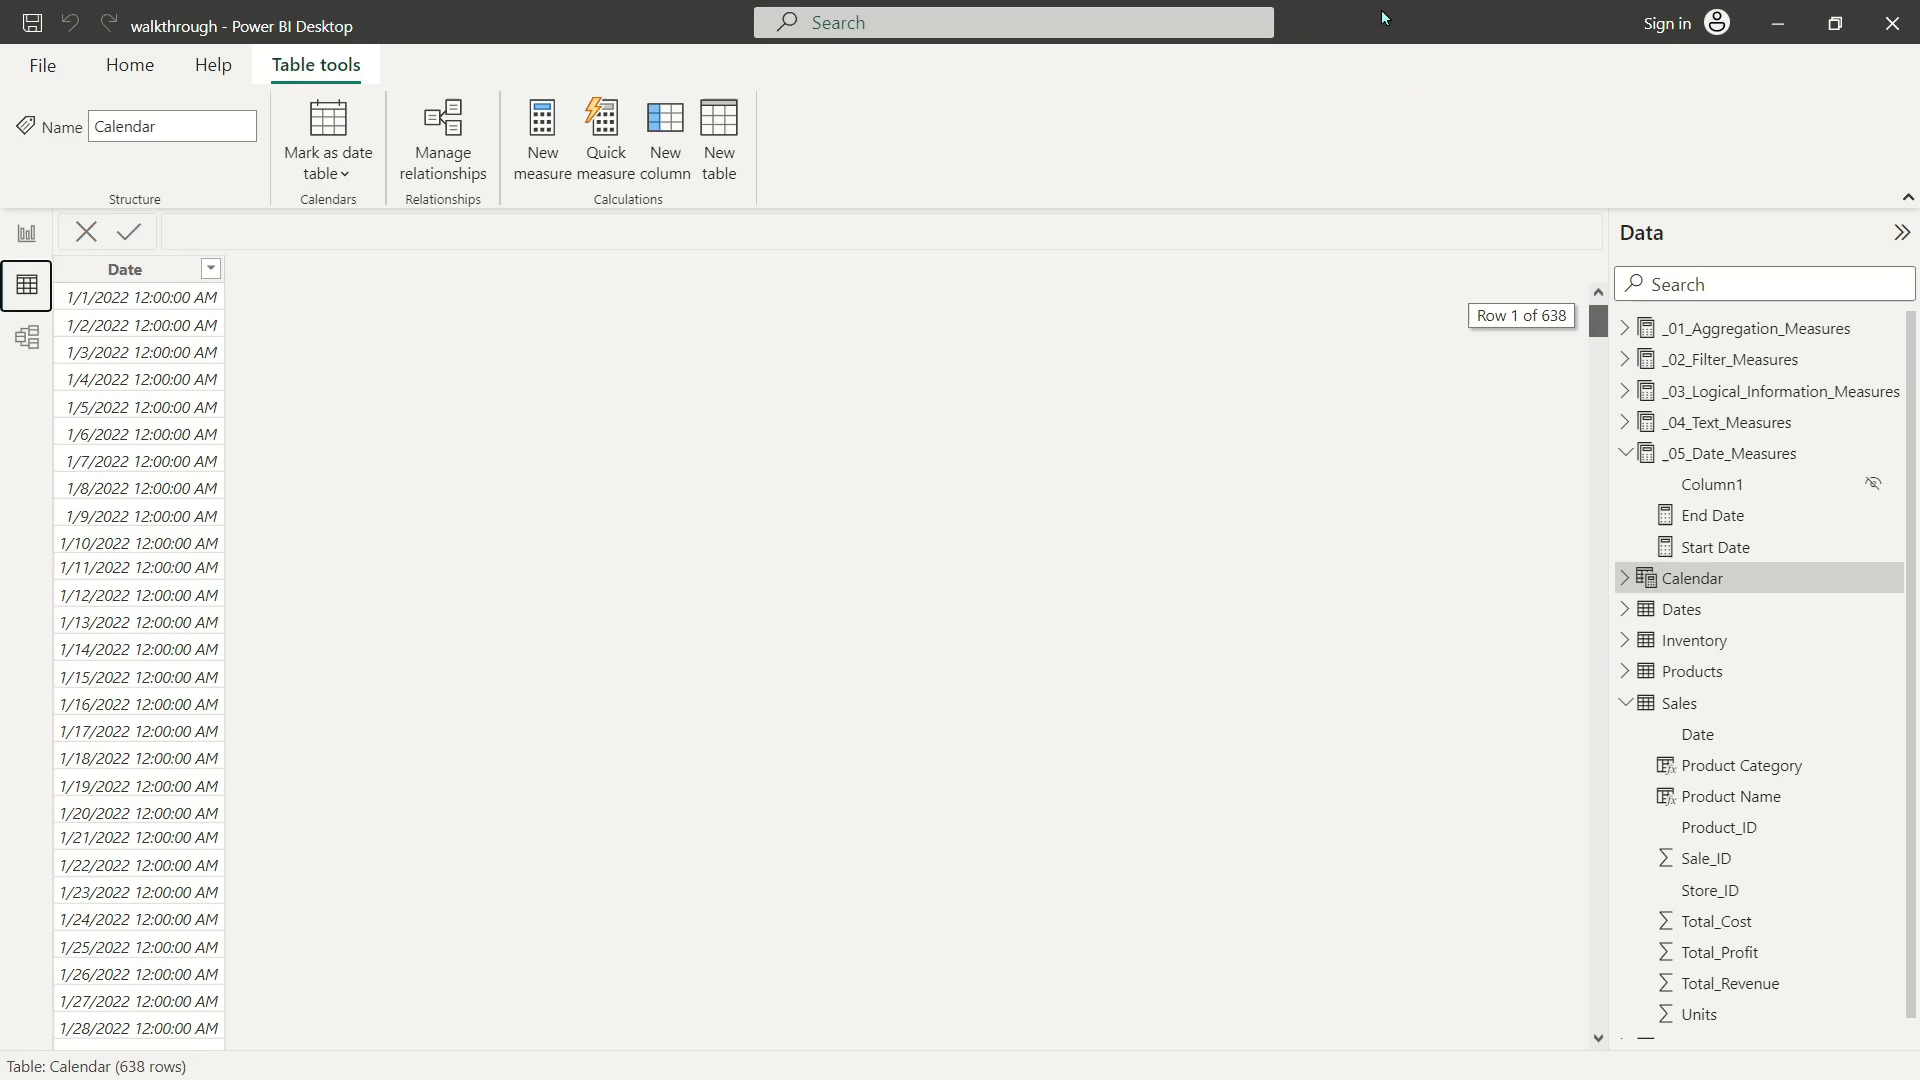 walkthrough - Power BI Desktop
Search
Sign in
File
Home
Help
Table tools
Name
Calendar
Structure
Mark as date
table
Calendars
Manage
relationships
Relationships
New
measure
Quick
measure
New
column
New
table
Calculations
Date
1/1/2022 12:00:00 AM
1/2/2022 12:00:00 AM
1/3/2022 12:00:00 AM
1/4/2022 12:00:00 AM
1/5/2022 12:00:00 AM
1/6/2022 12:00:00 AM
1/7/2022 12:00:00 AM
1/8/2022 12:00:00 AM
1/9/2022 12:00:00 AM
1/10/2022 12:00:00 AM
1/11/2022 12:00:00 AM
1/12/2022 12:00:00 AM
1/13/2022 12:00:00 AM
1/14/2022 12:00:00 AM
1/15/2022 12:00:00 AM
1/16/2022 12:00:00 AM
1/17/2022 12:00:00 AM
1/18/2022 12:00:00 AM
1/19/2022 12:00:00 AM
1/20/2022 12:00:00 AM
1/21/2022 12:00:00 AM
1/22/2022 12:00:00 AM
1/23/2022 12:00:00 AM
1/24/2022 12:00:00 AM
1/25/2022 12:00:00 AM
1/26/2022 12:00:00 AM
1/27/2022 12:00:00 AM
1/28/2022 12:00:00 AM
Row 1 of 638
Data
Search
_01_Aggregation_Measures
_02_Filter_Measures
_03_Logical_Information_Measures
_04_Text_Measures
_05_Date_Measures
Column1
End Date
Start Date
Calendar
Dates
Inventory
Products
Sales
Date
Product Category
Product Name
Product_ID
Sale_ID
Store_ID
Total_Cost
Total_Profit
Total_Revenue
Units
Table: Calendar (638 rows)